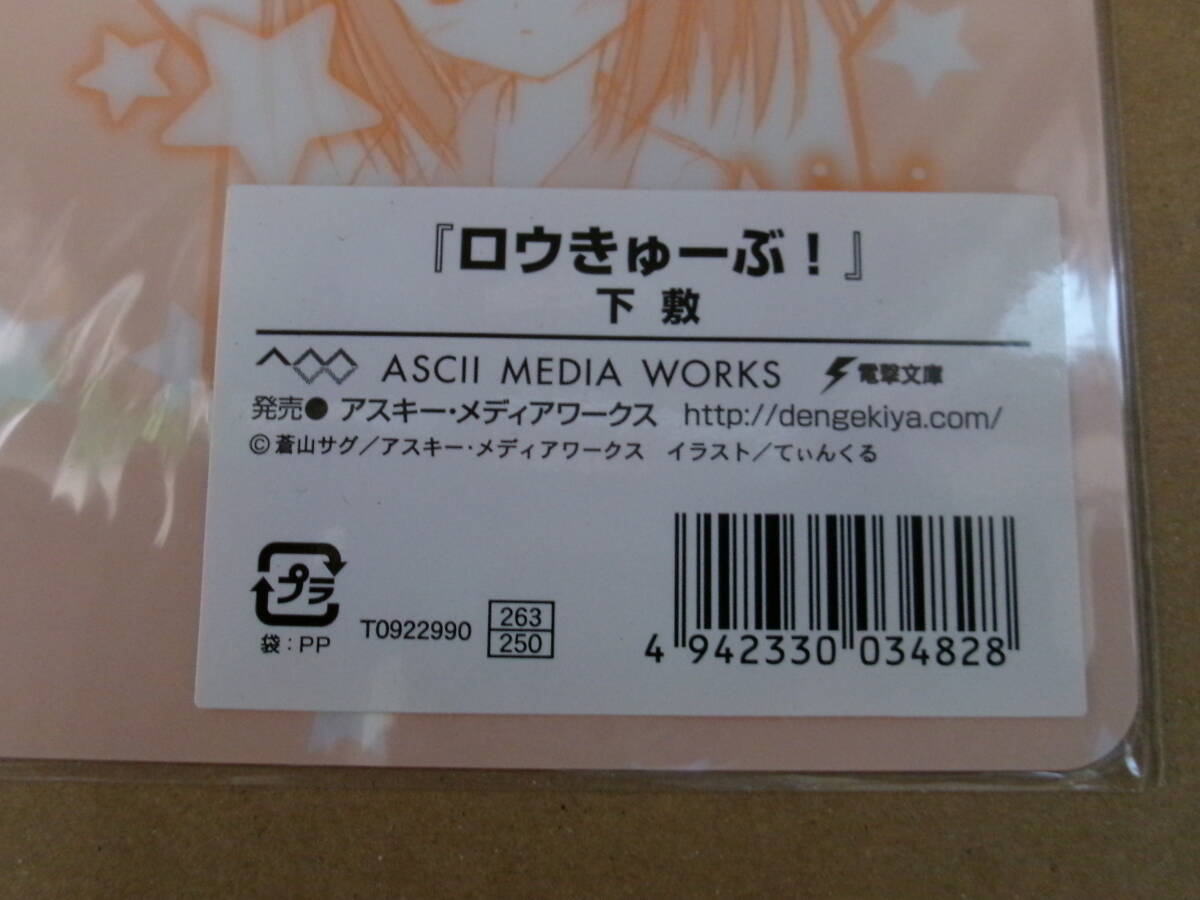 『ロウきゅーぶ！』
下敷
ASCII MEDIA WORKS 電撃文庫
発売●アスキー・メディアワークス http://dengekiya.com/
©蒼山サグ／アスキー・メディアワークス イラスト／てぃんくる
プラ
袋：PP T0922990 263
250
4 942330 034828